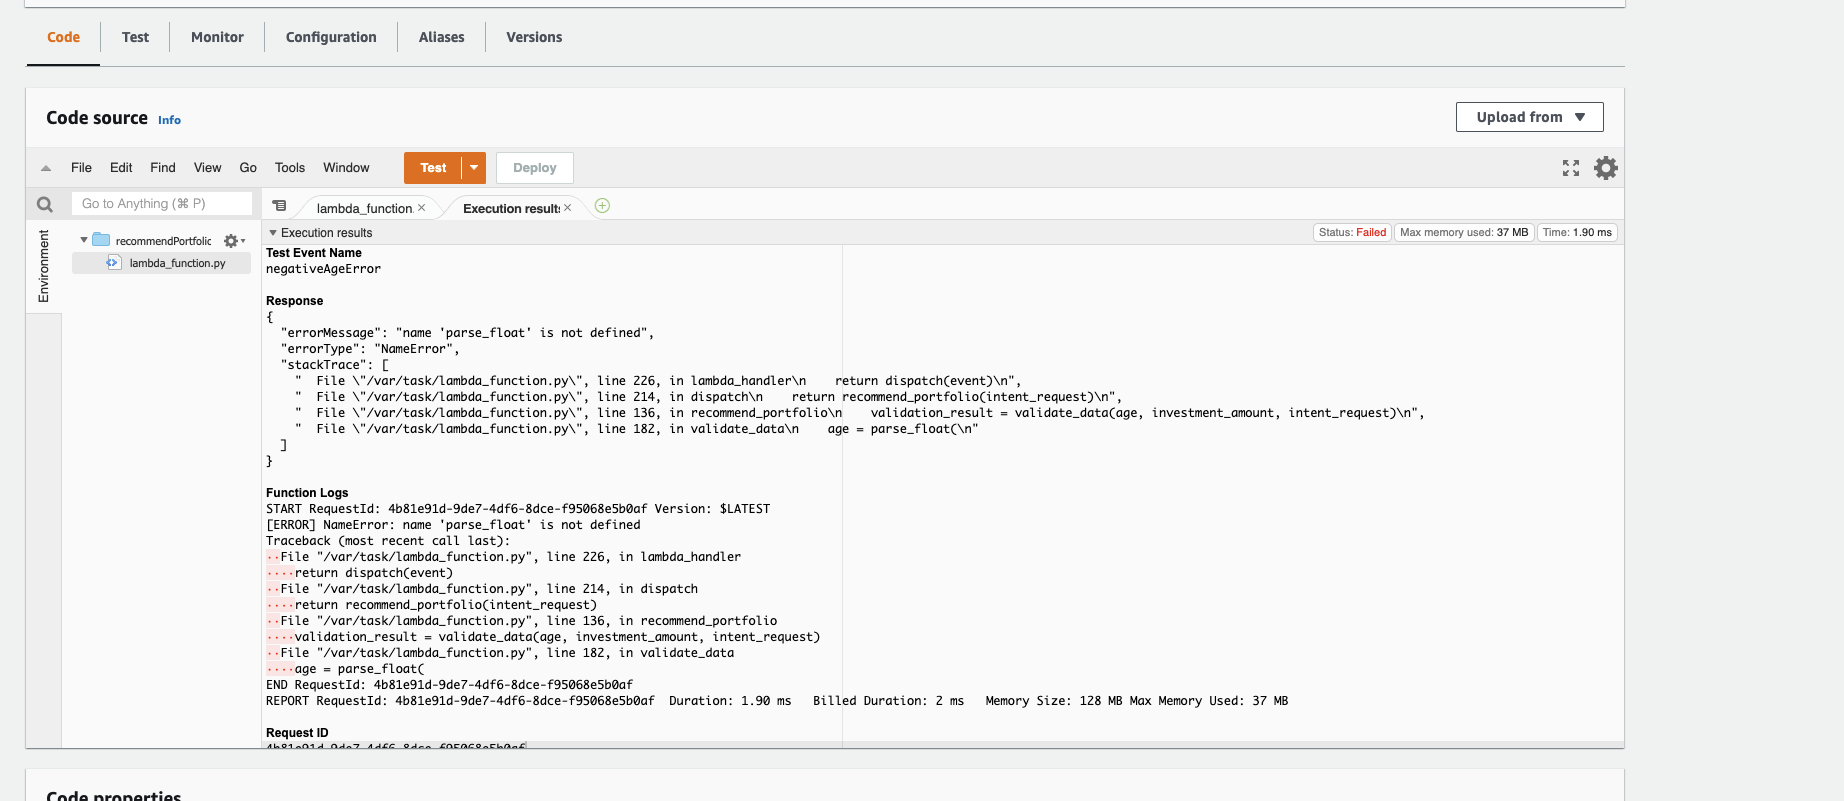 Code Test Monitor Configuration Aliases Versions
Code source Info
Upload from
File Edit Find View Go Tools Window Test Deploy
Go to Anything (⌘ P)
lambda_function. Execution results
Environment
recommendPortfolio
lambda_function.py
Execution results
Status: Failed Max memory used: 37 MB Time: 1.90 ms
Test Event Name
negativeAgeError
Response
{
  "errorMessage": "name 'parse_float' is not defined",
  "errorType": "NameError",
  "stackTrace": [
    "  File \"/var/task/lambda_function.py\", line 226, in lambda_handler\n    return dispatch(event)\n",
    "  File \"/var/task/lambda_function.py\", line 214, in dispatch\n    return recommend_portfolio(intent_request)\n",
    "  File \"/var/task/lambda_function.py\", line 136, in recommend_portfolio\n    validation_result = validate_data(age, investment_amount, intent_request)\n",
    "  File \"/var/task/lambda_function.py\", line 182, in validate_data\n    age = parse_float(\n"
  ]
}
Function Logs
START RequestId: 4b81e91d-9de7-4df6-8dce-f95068e5b0af Version: $LATEST
[ERROR] NameError: name 'parse_float' is not defined
Traceback (most recent call last):
··File "/var/task/lambda_function.py", line 226, in lambda_handler
····return dispatch(event)
··File "/var/task/lambda_function.py", line 214, in dispatch
····return recommend_portfolio(intent_request)
··File "/var/task/lambda_function.py", line 136, in recommend_portfolio
····validation_result = validate_data(age, investment_amount, intent_request)
··File "/var/task/lambda_function.py", line 182, in validate_data
····age = parse_float(
END RequestId: 4b81e91d-9de7-4df6-8dce-f95068e5b0af
REPORT RequestId: 4b81e91d-9de7-4df6-8dce-f95068e5b0af  Duration: 1.90 ms   Billed Duration: 2 ms   Memory Size: 128 MB Max Memory Used: 37 MB
Request ID
4b81e91d-9de7-4df6-8dce-f95068e5b0af
Code properties